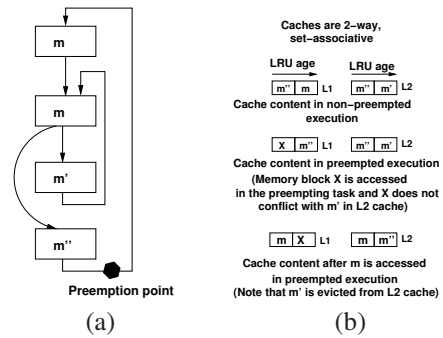 m
m
m'
m"
Preemption point
(a)
Caches are 2-way,
set-associative
LRU age LRU age
m" m L1 m" m' L2
Cache content in non-preempted
execution
X m" L1 m" m' L2
Cache content in preempted execution
(Memory block X is accessed
in the preempting task and X does not
conflict with m' in L2 cache)
m X L1 m m" L2
Cache content after m is accessed
in preempted execution
(Note that m' is evicted from L2 cache)
(b)